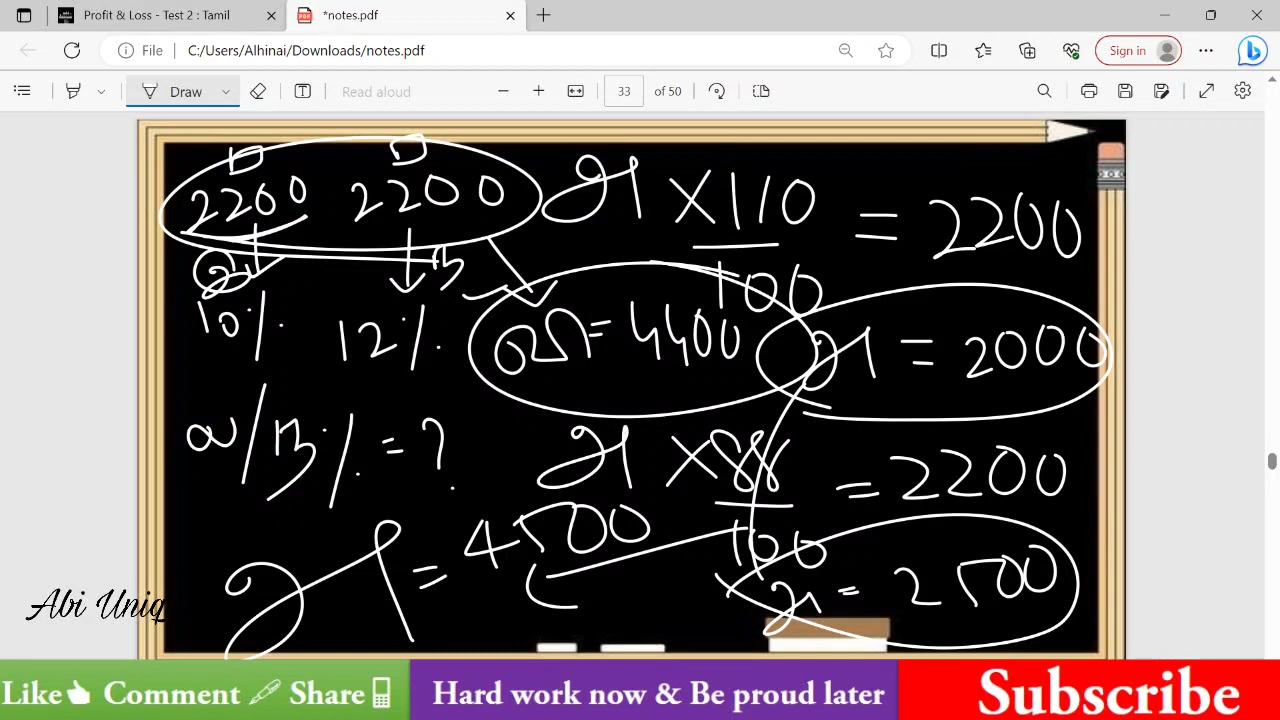 Profit & Loss - Test 2 : Tamil
*notes.pdf
File
C:/Users/Alhinai/Downloads/notes.pdf
Sign in
Draw
Read aloud
33 of 50
2200 2200
10% 12%
வி = 4400
அ X 110 / 100 = 2200
அ = 2000
ல/ந% = ?
அ X 88 / 100 = 2200
அ = 2500
அ = 4500
Abi Uniq
Like Comment Share
Hard work now & Be proud later
Subscribe